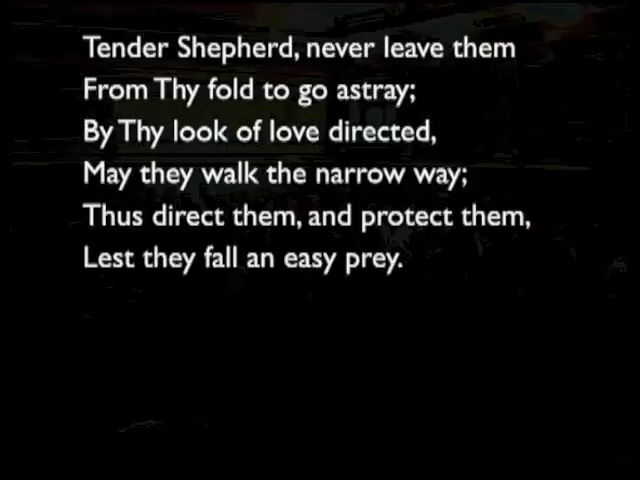 Tender Shepherd, never leave them
From Thy fold to go astray;
By Thy look of love directed,
May they walk the narrow way;
Thus direct them, and protect them,
Lest they fall an easy prey.